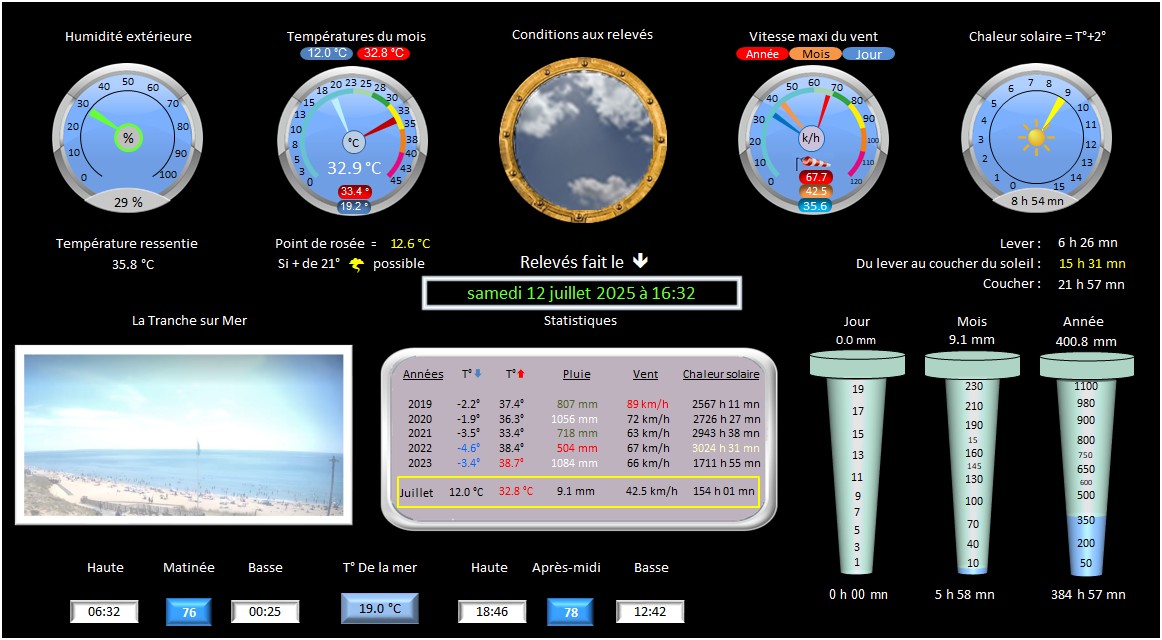 Humidité extérieure
Températures du mois
Conditions aux relevés
Vitesse maxi du vent
Chaleur solaire = T°+2°
12.0 °C 32.8 °C
Année Mois Jour
0 10 20 30 40 50 60 70 80 90 100
%
29 %
0 3 5 8 10 13 15 18 20 23 25 28 30 33 35 38 40 43 45
°C
32.9 °C
33.4 °
19.2 °
0 10 20 30 40 50 60 70 80 90 100 110 120
k/h
67.7
42.5
35.6
0 1 2 3 4 5 6 7 8 9 10 11 12 13 14 15
8 h 54 mn
Température ressentie
35.8 °C
Point de rosée = 12.6 °C
Si + de 21° possible
Relevés fait le
samedi 12 juillet 2025 à 16:32
Lever : 6 h 26 mn
Du lever au coucher du soleil : 15 h 31 mn
Coucher : 21 h 57 mn
La Tranche sur Mer
Statistiques
Années T° T° Pluie Vent Chaleur solaire
2019 -2.2° 37.4° 807 mm 89 km/h 2567 h 11 mn
2020 -1.9° 36.3° 1056 mm 72 km/h 2726 h 27 mn
2021 -3.5° 33.4° 718 mm 63 km/h 2943 h 38 mn
2022 -4.6° 38.4° 504 mm 67 km/h 3024 h 31 mn
2023 -3.4° 38.7° 1084 mm 66 km/h 1711 h 55 mn
Juillet 12.0 °C 32.8 °C 9.1 mm 42.5 km/h 154 h 01 mn
Jour
0.0 mm
19
17
15
13
11
9
7
5
3
1
0 h 00 mn
Mois
9.1 mm
230
210
190
15
160
145
130
100
70
40
10
5 h 58 mn
Année
400.8 mm
1100
980
900
800
750
650
600
500
350
200
50
384 h 57 mn
Haute Matinée Basse
06:32 76 00:25
T° De la mer
19.0 °C
Haute Après-midi Basse
18:46 78 12:42